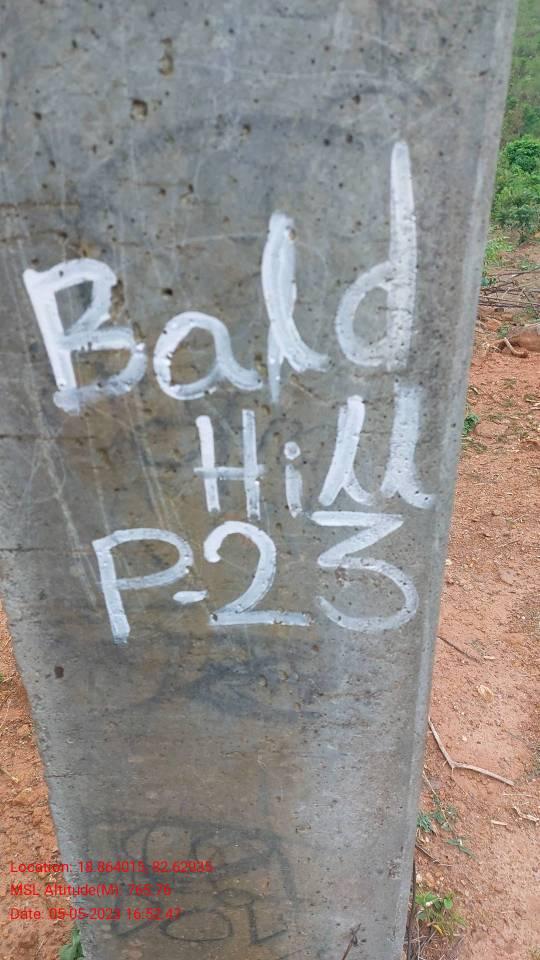 Bald
Hill
P-23
Location: 18.864015, 82.62935
MSL Altitude(M): 765.76
Date: 05-05-2023 16:52:47